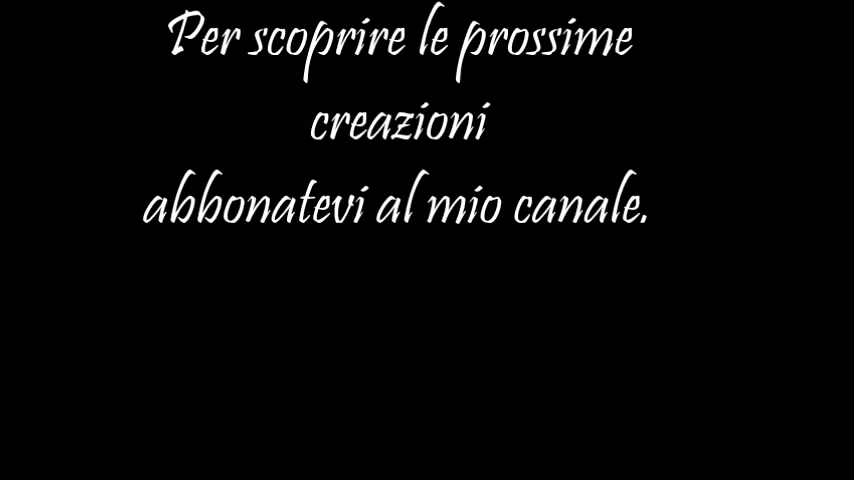 Per scoprire le prossime
creazioni
abbonatevi al mio canale.